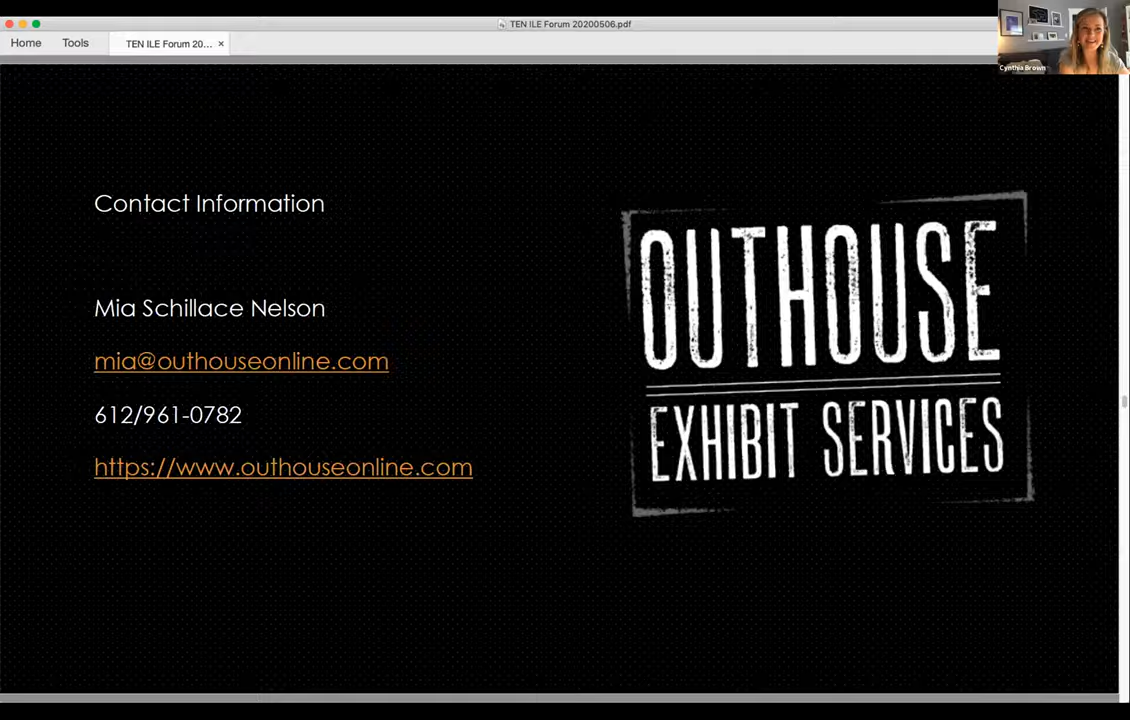 TEN ILE Forum 20200506.pdf
Home
Tools
TEN ILE Forum 20... ×
Cynthia Brown
Contact Information
Mia Schillace Nelson
mia@outhouseonline.com
612/961-0782
https://www.outhouseonline.com
OUTHOUSE
EXHIBIT SERVICES